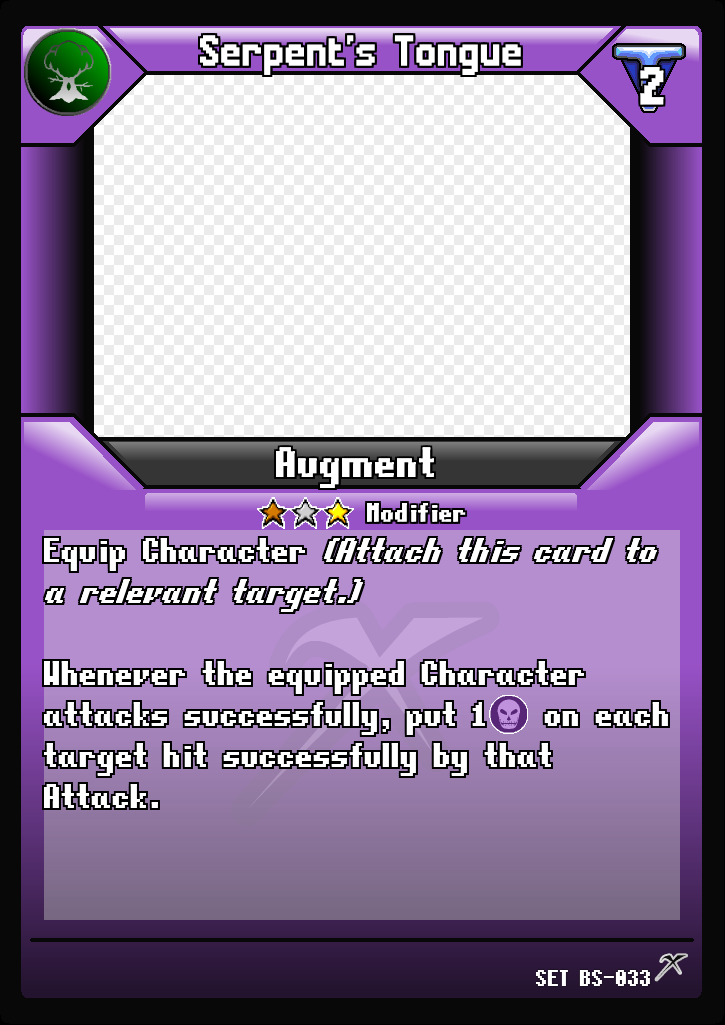 Serpent's Tongue
2
Augment
Modifier
Equip Character (Attach this card to
a relevant target.)
Whenever the equipped Character
attacks successfully, put 1 on each
target hit successfully by that
Attack.
SET BS-033